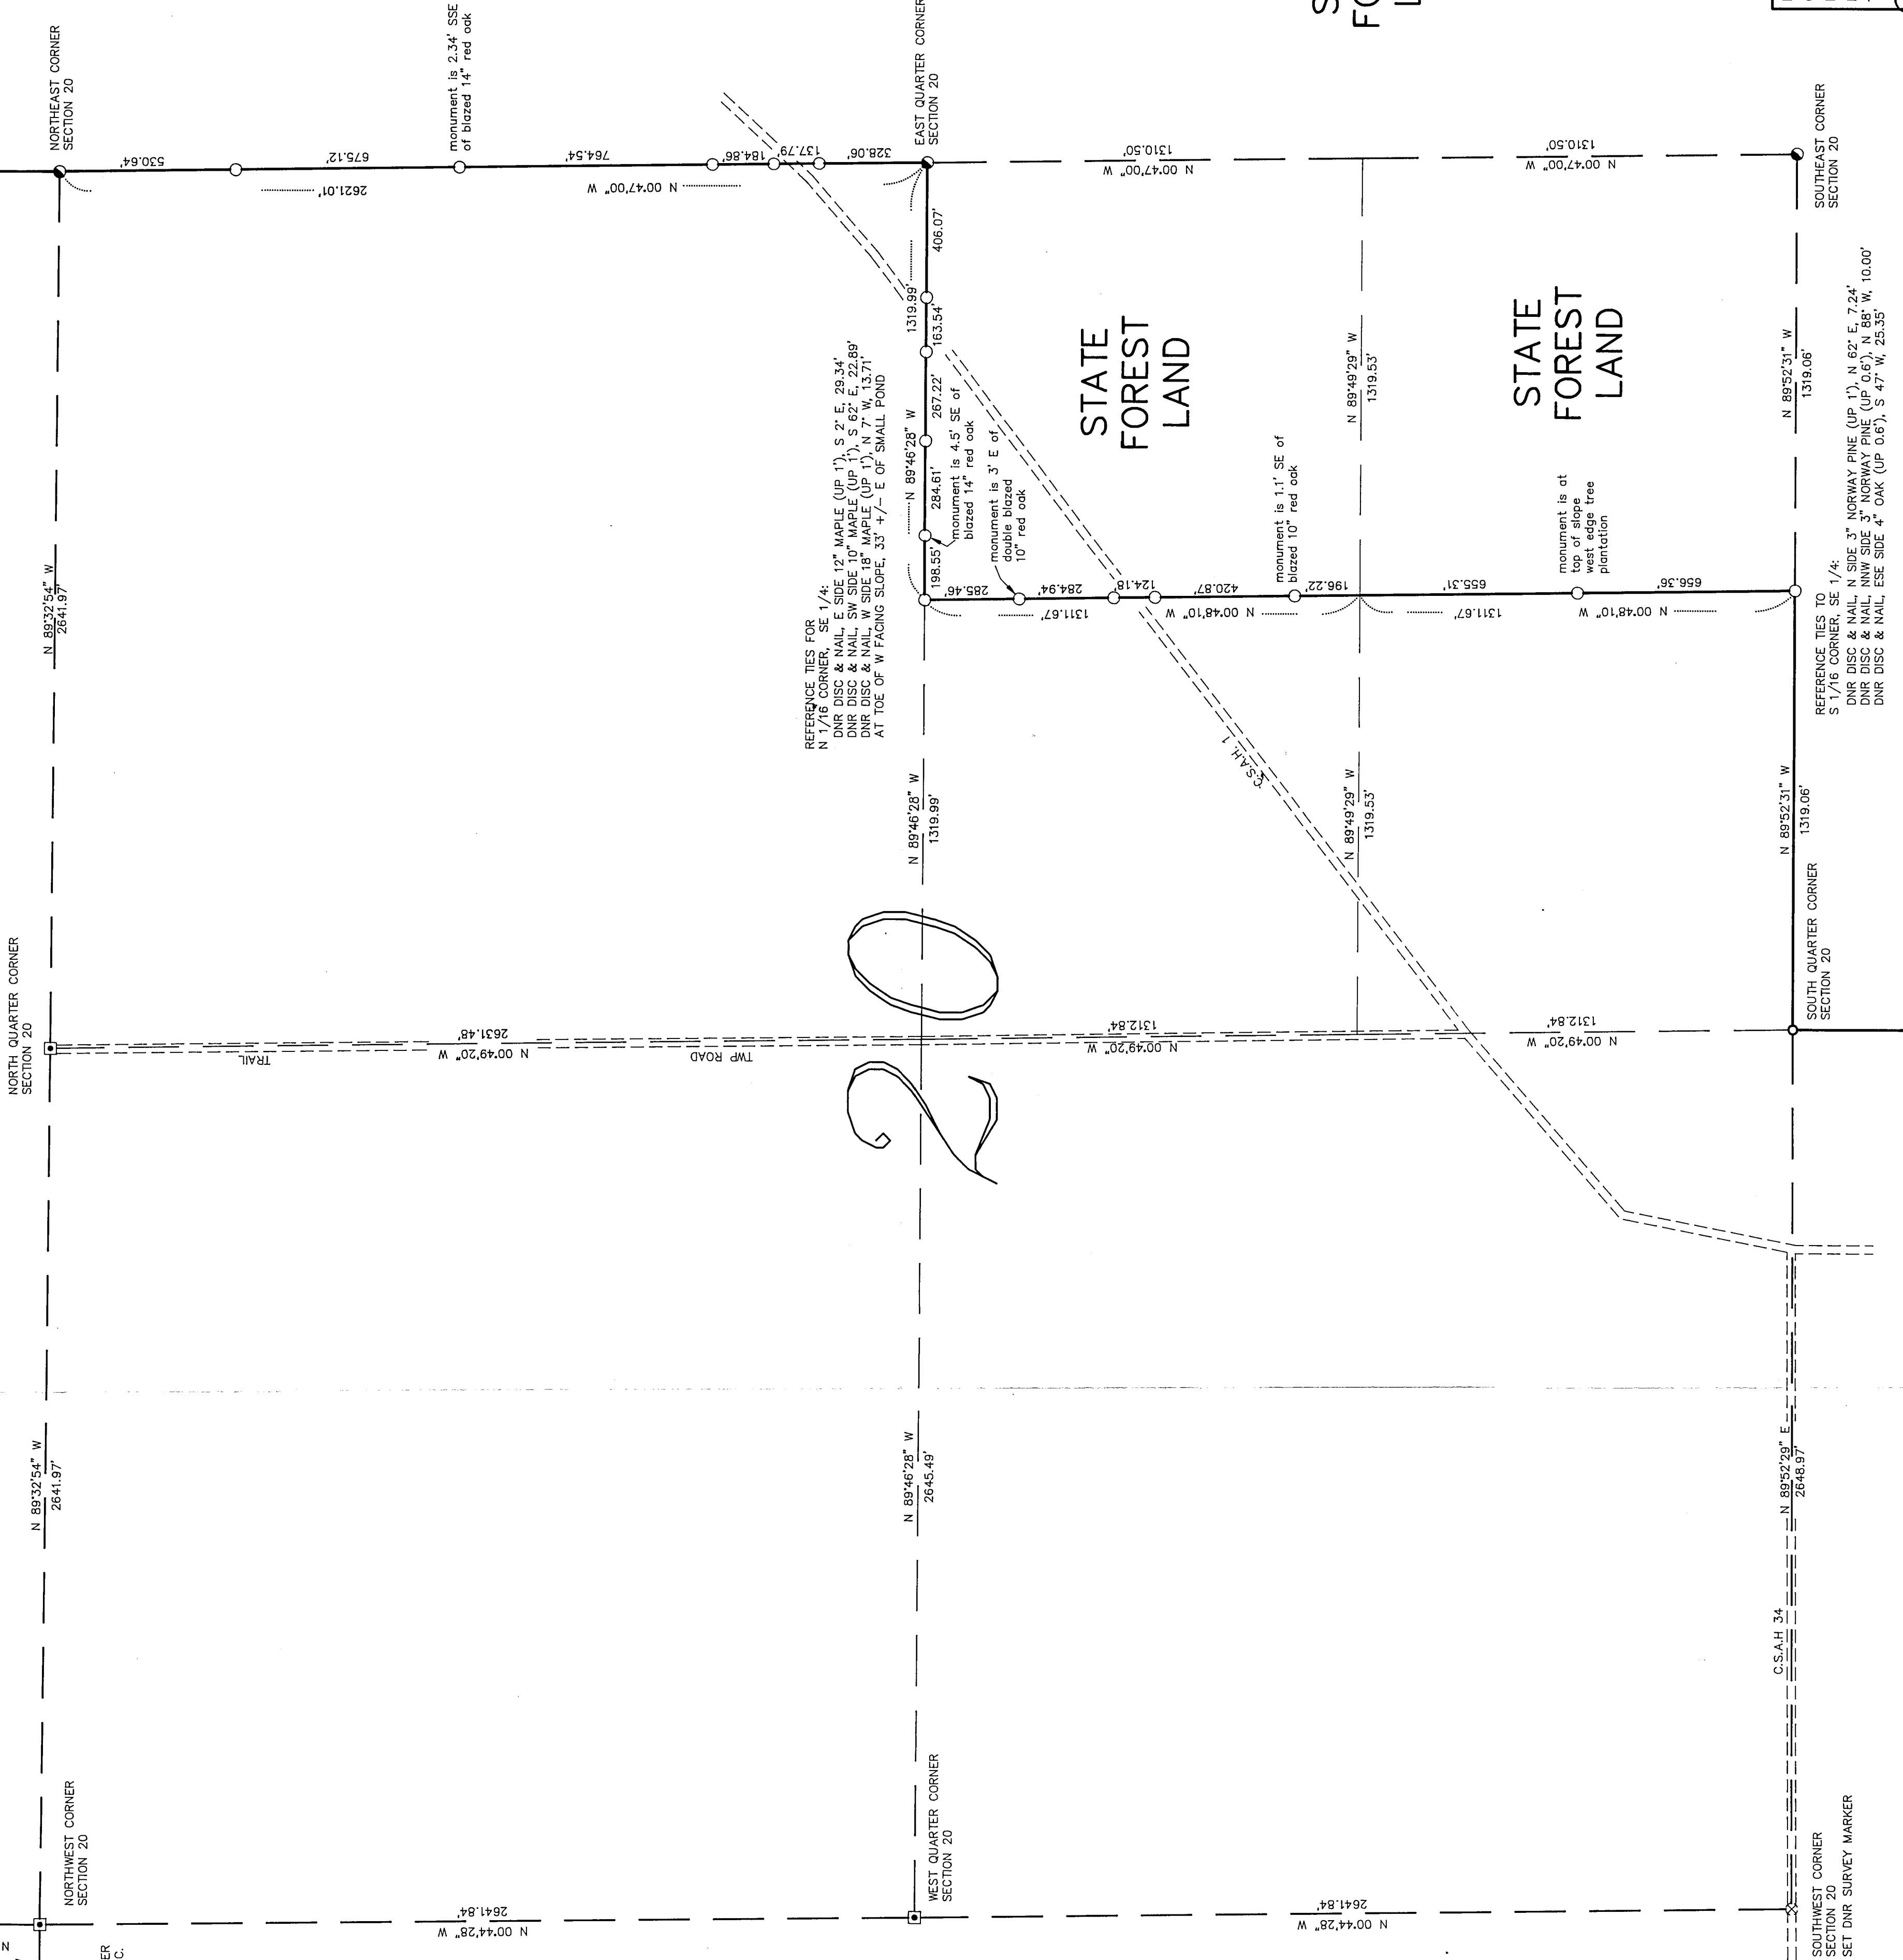 NORTHEAST CORNER
SECTION 20
530.64'
675.12'
2621.01'
monument is 2.34' SSE
of blazed 14" red oak
764.54'
N 00°47'00" W
184.86'
137.79'
328.06'
EAST QUARTER CORNER
SECTION 20
1310.50'
N 00°47'00" W
1310.50'
N 00°47'00" W
SOUTHEAST CORNER
SECTION 20
N 89°32'54" W
2641.97'
406.07'
1319.99'
163.54'
267.22'
N 89°46'28" W
284.61'
198.55'
monument is 4.5' SE of
blazed 14" red oak
monument is 3' E of
double blazed
10" red oak
REFERENCE TIES FOR
N 1/16 CORNER, SE 1/4:
DNR DISC & NAIL, E SIDE 12" MAPLE (UP 1'), S 2° E, 29.34'
DNR DISC & NAIL, SW SIDE 10" MAPLE (UP 1'), S 62° E, 22.89'
DNR DISC & NAIL, W SIDE 18" MAPLE (UP 1'), N 7° W, 13.71'
AT TOE OF W FACING SLOPE, 33' +/- E OF SMALL POND
STATE
FOREST
LAND
N 89°49'29" W
1319.53'
STATE
FOREST
LAND
N 89°52'31" W
1319.06'
285.46'
284.94'
1311.67'
124.18'
420.87'
N 00°48'10" W
monument is 1.1' SE of
blazed 10" red oak
196.22'
655.31'
1311.67'
monument is at
top of slope
west edge tree
plantation
656.36'
N 00°48'10" W
REFERENCE TIES TO
S 1/16 CORNER, SE 1/4:
DNR DISC & NAIL, N SIDE 3" NORWAY PINE (UP 1'), N 62° E, 7.24'
DNR DISC & NAIL, NNW SIDE 3" NORWAY PINE (UP 0.6'), N 88° W, 10.00'
DNR DISC & NAIL, ESE SIDE 4" OAK (UP 0.6'), S 47° W, 25.35'
N 89°46'28" W
1319.99'
C.S.A.H. 1
N 89°49'29" W
1319.53'
N 89°52'31" W
1319.06'
SOUTH QUARTER CORNER
SECTION 20
NORTH QUARTER CORNER
SECTION 20
TRAIL
2631.48'
N 00°49'20" W
TWP ROAD
20
1312.84'
N 00°49'20" W
1312.84'
N 00°49'20" W
N 89°32'54" W
2641.97'
N 89°46'28" W
2645.49'
N 89°52'29" E
2648.97'
C.S.A.H 34
NORTHWEST CORNER
SECTION 20
2641.84'
N 00°44'28" W
WEST QUARTER CORNER
SECTION 20
2641.84'
N 00°44'28" W
SOUTHWEST CORNER
SECTION 20
SET DNR SURVEY MARKER